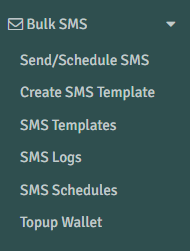 Bulk SMS
Send/Schedule SMS
Create SMS Template
SMS Templates
SMS Logs
SMS Schedules
Topup Wallet